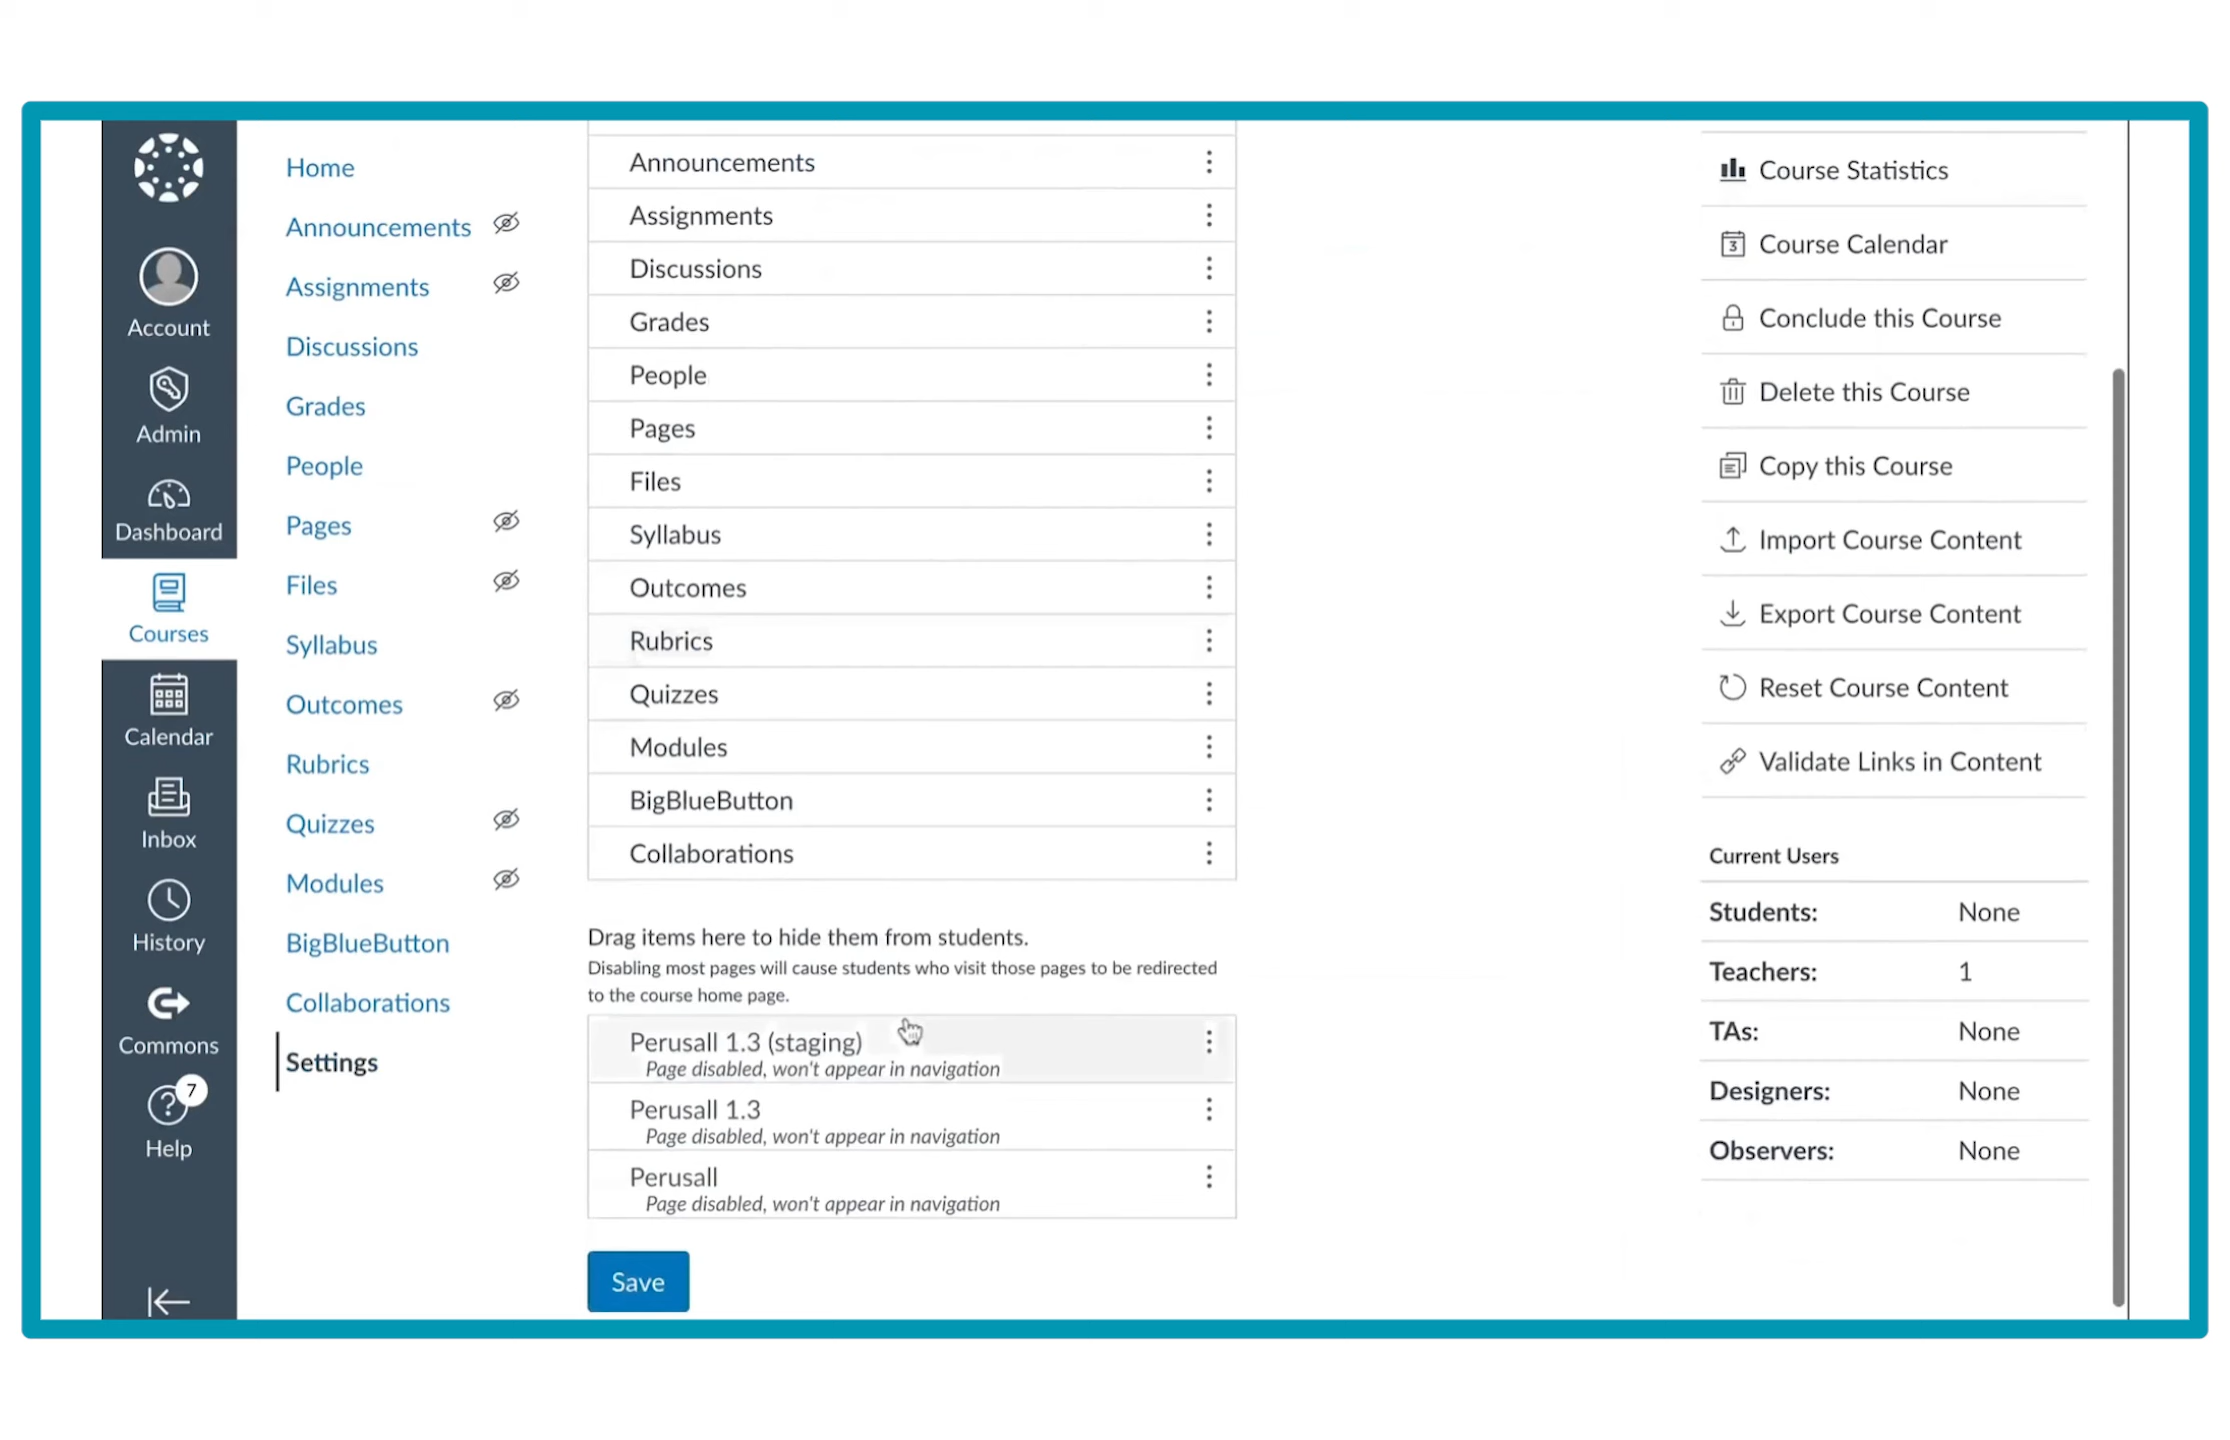 Account
Admin
Dashboard
Courses
Calendar
Inbox
History
Commons
7
Help
Home
Announcements
Assignments
Discussions
Grades
People
Pages
Files
Syllabus
Outcomes
Rubrics
Quizzes
Modules
BigBlueButton
Collaborations
Settings
Announcements
Assignments
Discussions
Grades
People
Pages
Files
Syllabus
Outcomes
Rubrics
Quizzes
Modules
BigBlueButton
Collaborations
Drag items here to hide them from students.
Disabling most pages will cause students who visit those pages to be redirected
to the course home page.
Perusall 1.3 (staging)
Page disabled, won't appear in navigation
Perusall 1.3
Page disabled, won't appear in navigation
Perusall
Page disabled, won't appear in navigation
Save
Course Statistics
3
Course Calendar
Conclude this Course
Delete this Course
Copy this Course
Import Course Content
Export Course Content
Reset Course Content
Validate Links in Content
Current Users
Students: None
Teachers: 1
TAs: None
Designers: None
Observers: None